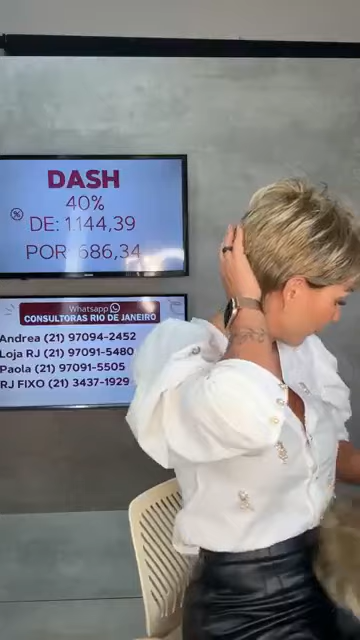 DASH
40%
DE: 1144,39
POR 686,34
Whatsapp
CONSULTORAS RIO DE JANEIRO
Andrea (21) 97094-2452
Loja RJ (21) 97091-5480
Paola (21) 97091-5505
RJ FIXO (21) 3437-1929